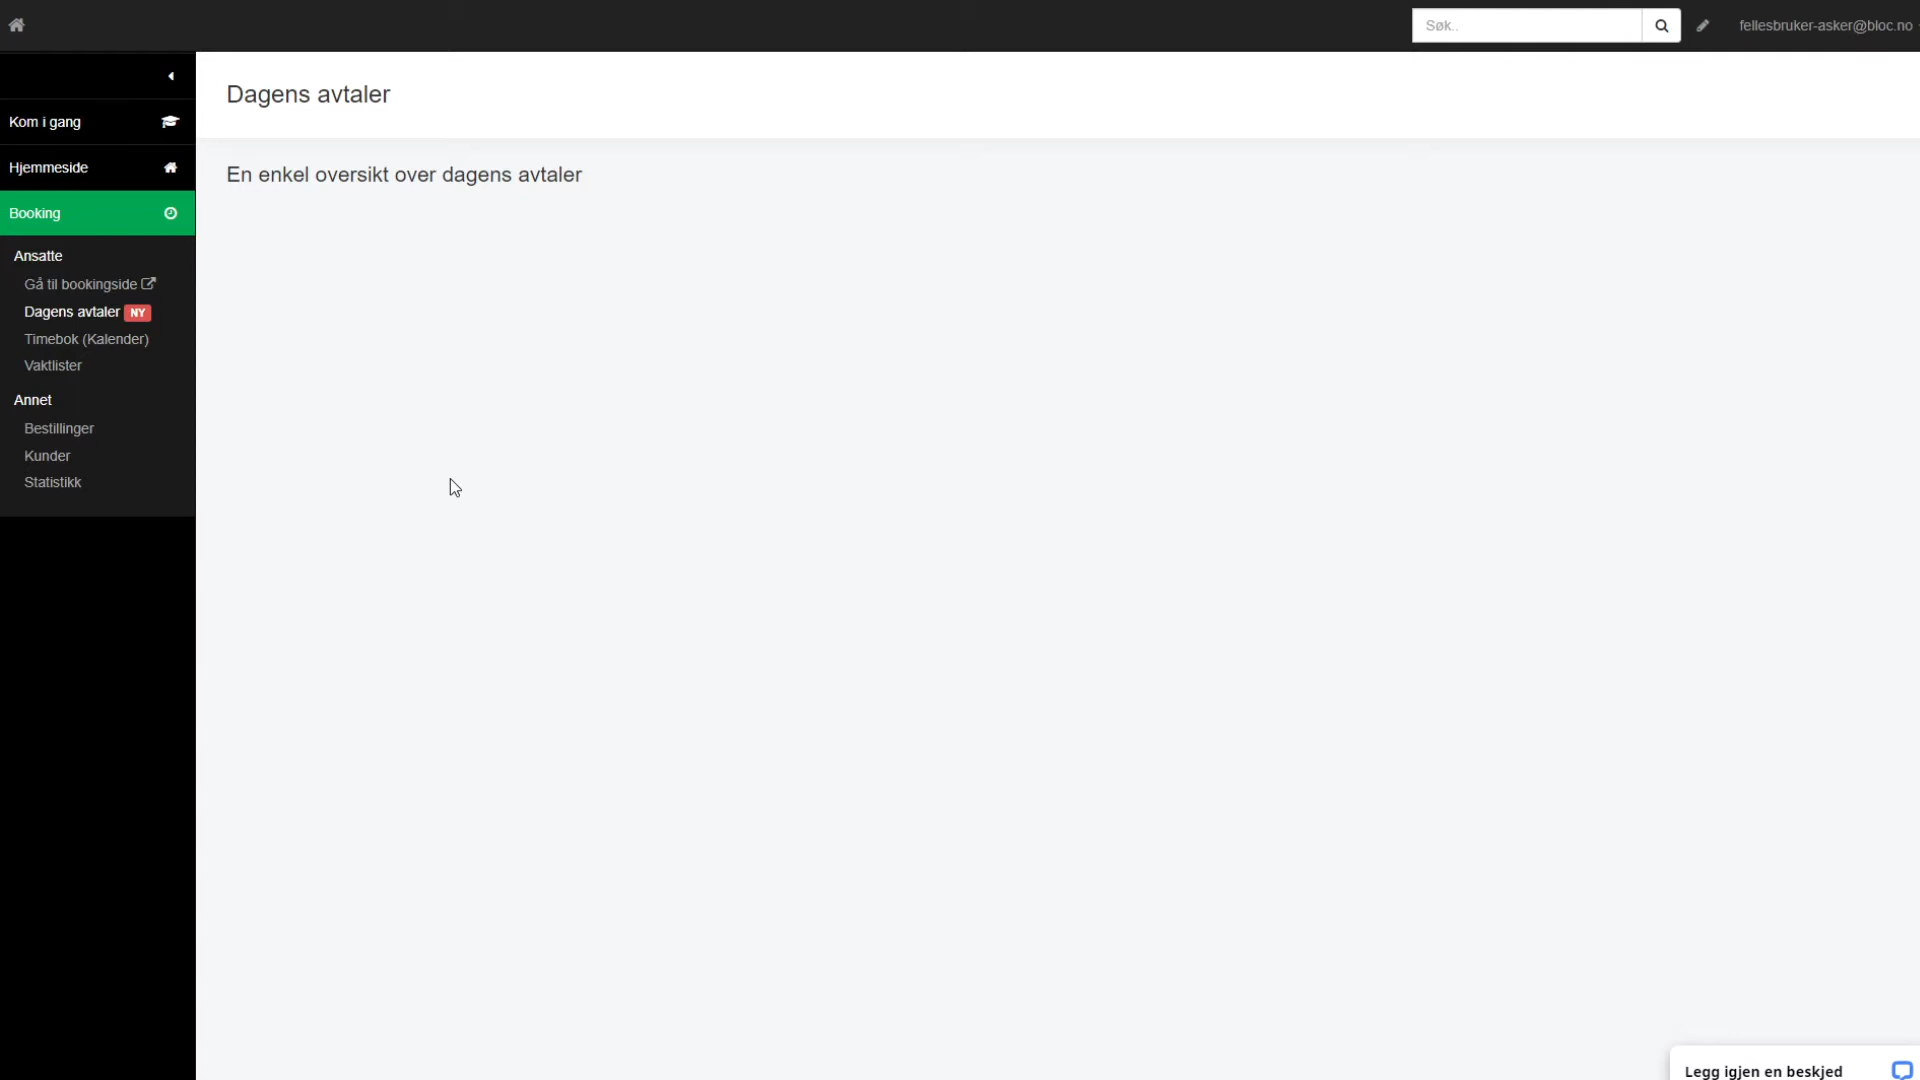 Søk..
fellesbruker-asker@bloc.no
Kom i gang
Hjemmeside
Booking
Ansatte
Gå til bookingside
Dagens avtaler NY
Timebok (Kalender)
Vaktlister
Annet
Bestillinger
Kunder
Statistikk
Dagens avtaler
En enkel oversikt over dagens avtaler
Legg igjen en beskjed